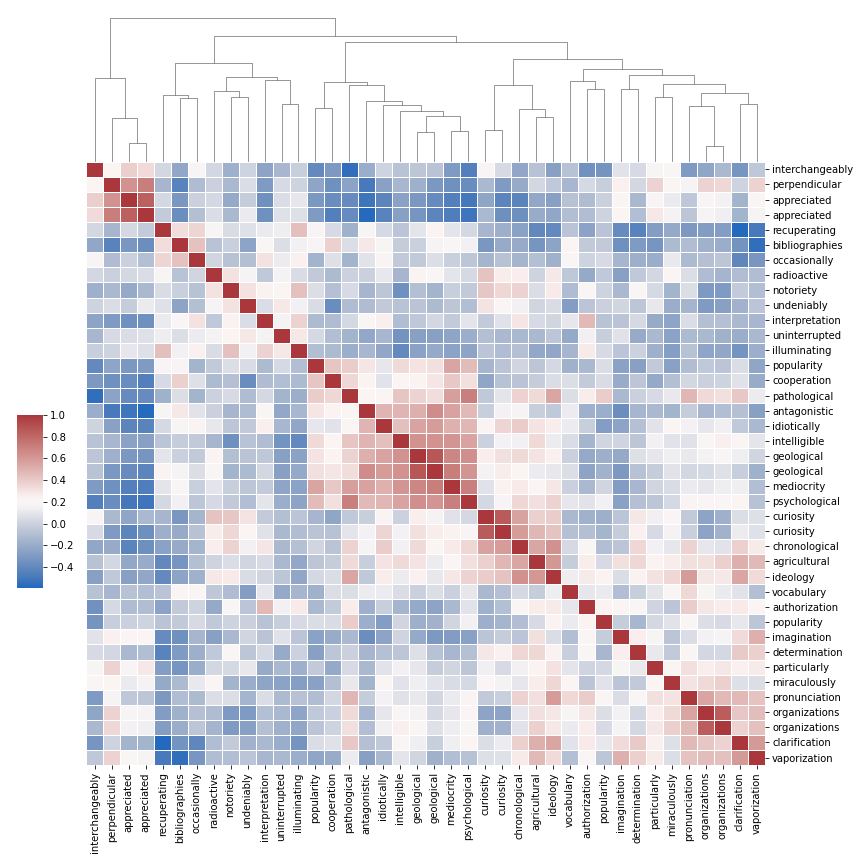 interchangeably
perpendicular
appreciated
appreciated
recuperating
bibliographies
occasionally
radioactive
notoriety
undeniably
interpretation
uninterrupted
illuminating
popularity
cooperation
pathological
antagonistic
idiotically
intelligible
geological
geological
mediocrity
psychological
curiosity
curiosity
chronological
agricultural
ideology
vocabulary
authorization
popularity
imagination
determination
particularly
miraculously
pronunciation
organizations
organizations
clarification
vaporization
1.0
0.8
0.6
0.4
0.2
0.0
−0.2
−0.4
interchangeably
perpendicular
appreciated
appreciated
recuperating
bibliographies
occasionally
radioactive
notoriety
undeniably
interpretation
uninterrupted
illuminating
popularity
cooperation
pathological
antagonistic
idiotically
intelligible
geological
geological
mediocrity
psychological
curiosity
curiosity
chronological
agricultural
ideology
vocabulary
authorization
popularity
imagination
determination
particularly
miraculously
pronunciation
organizations
organizations
clarification
vaporization